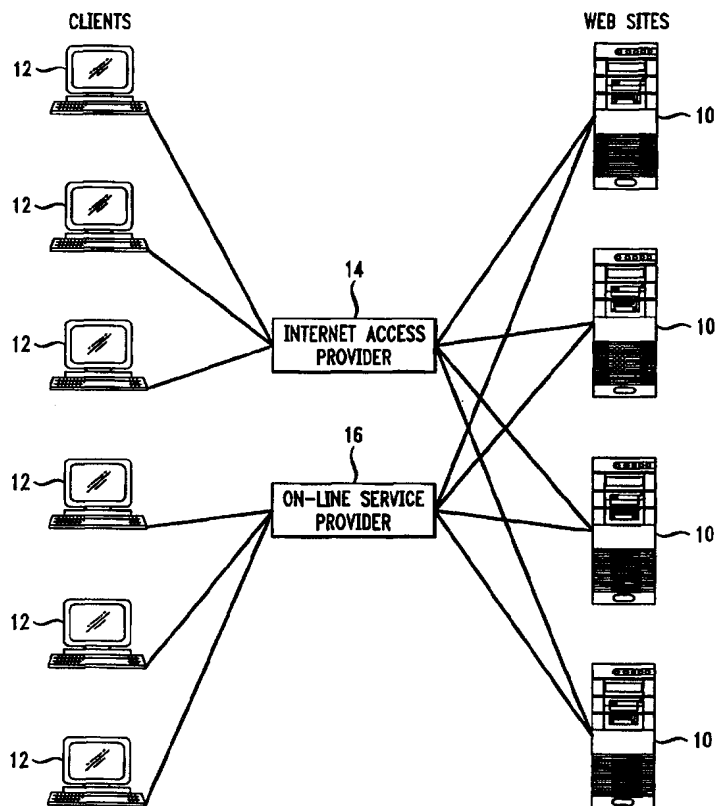 CLIENTS
WEB SITES
12
10
12
14
10
INTERNET ACCESS
PROVIDER
12
16
12
ON-LINE SERVICE
PROVIDER
10
12
12
10